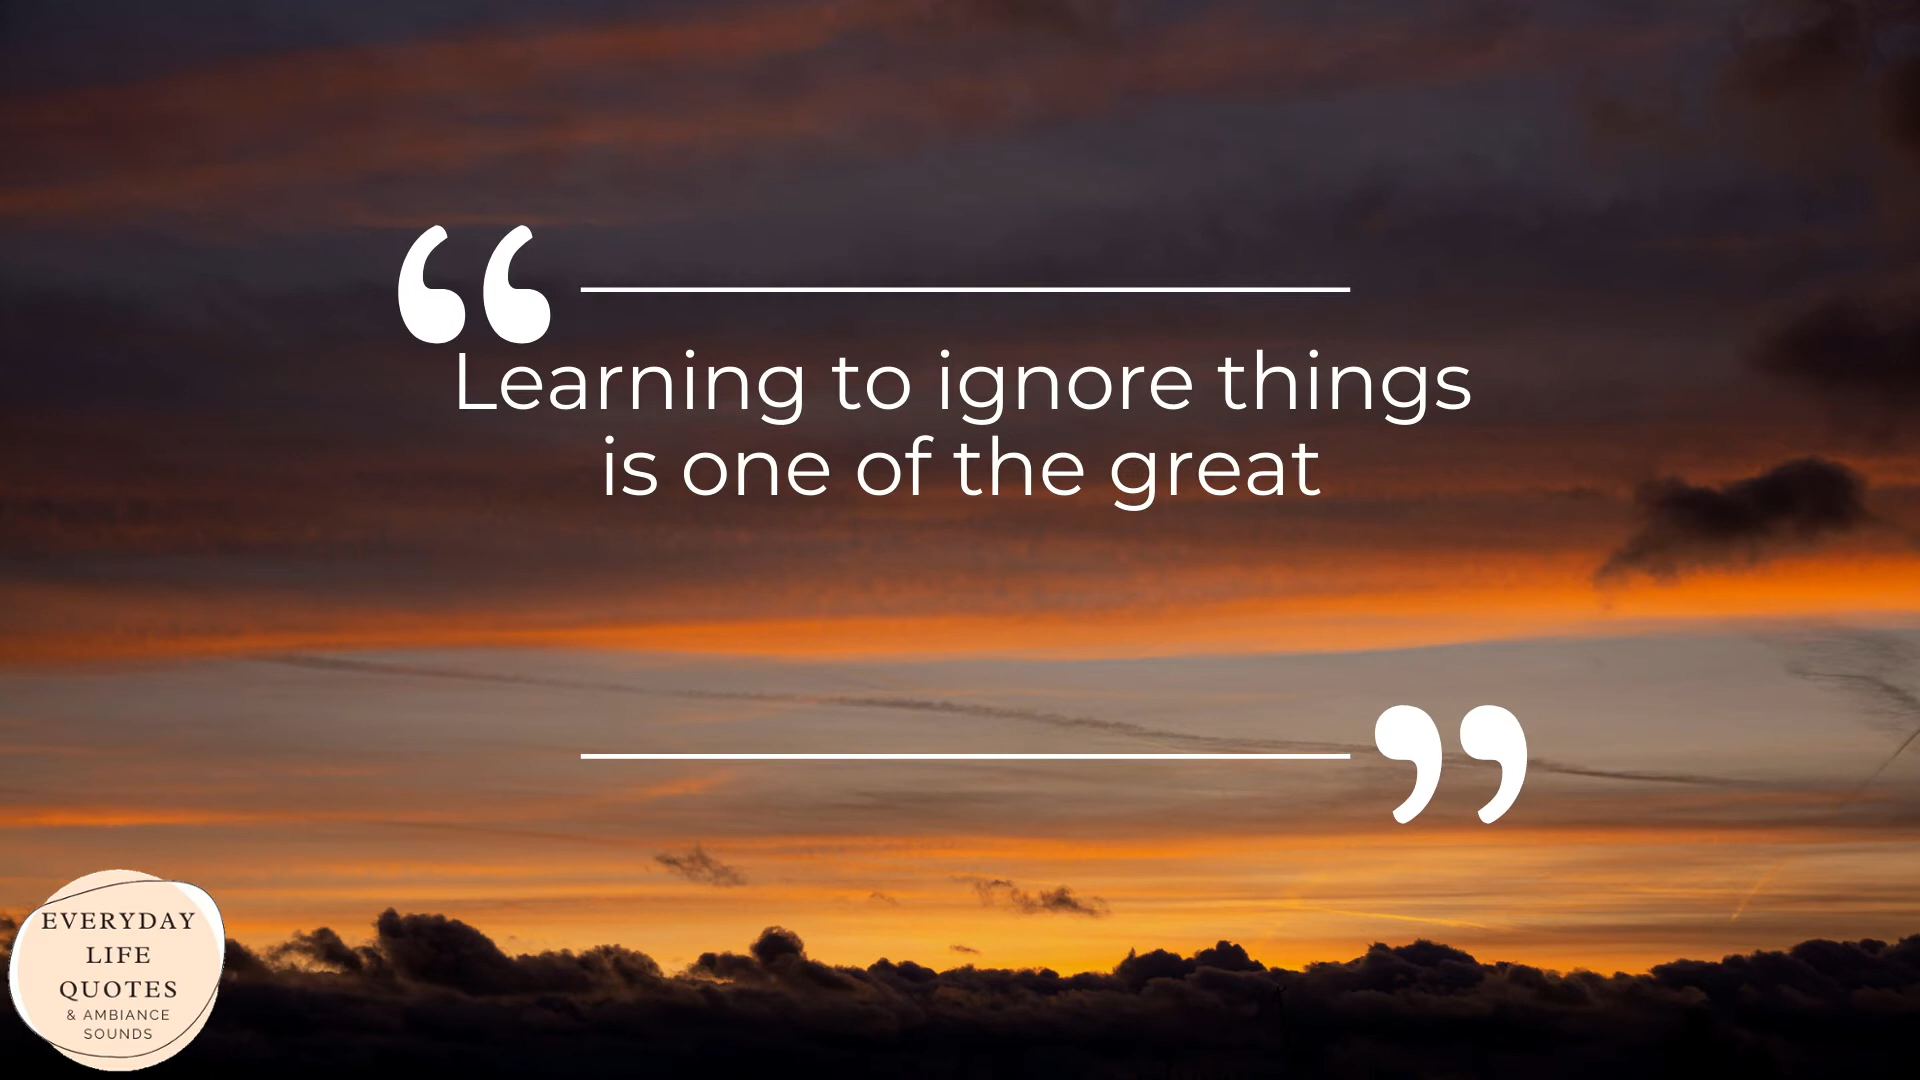 “
Learning to ignore things
is one of the great
”
EVERYDAY
LIFE
QUOTES
& AMBIANCE
SOUNDS